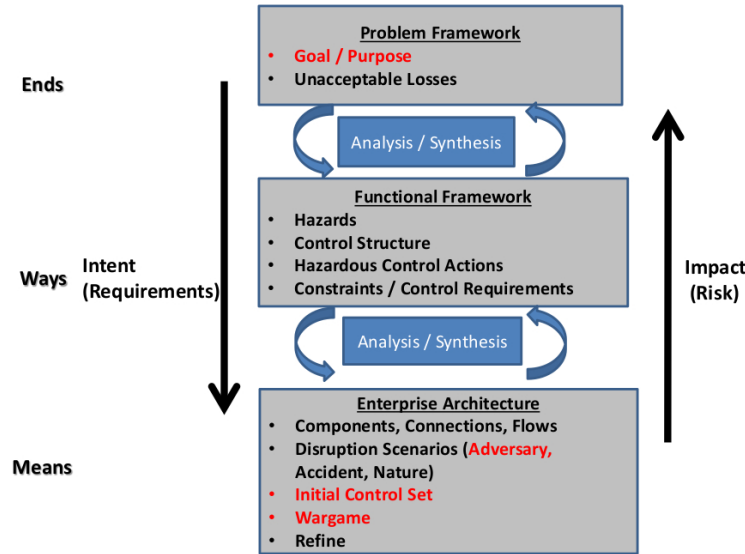 Problem Framework
• Goal / Purpose
• Unacceptable Losses
Ends
Analysis / Synthesis
Functional Framework
• Hazards
• Control Structure
• Hazardous Control Actions
• Constraints / Control Requirements
Ways
Intent
(Requirements)
Impact
(Risk)
Analysis / Synthesis
Enterprise Architecture
• Components, Connections, Flows
• Disruption Scenarios (Adversary,
Accident, Nature)
• Initial Control Set
• Wargame
• Refine
Means